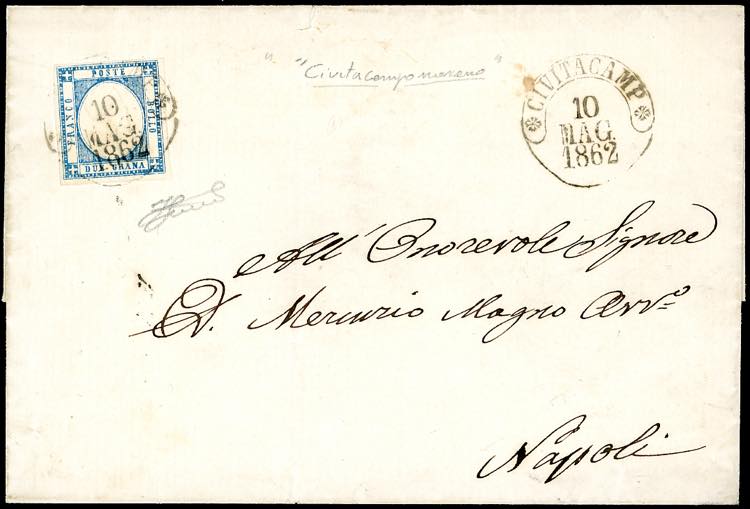 POSTE
FRANCO
BOLLO
DUE GRANA
10
MAG.
1862
" "Civitacampomarano" "
CIVITACAMP
10
MAG.
1862
All' Onorevole Signore
D. Mercurio Magno Avv.o
Napoli